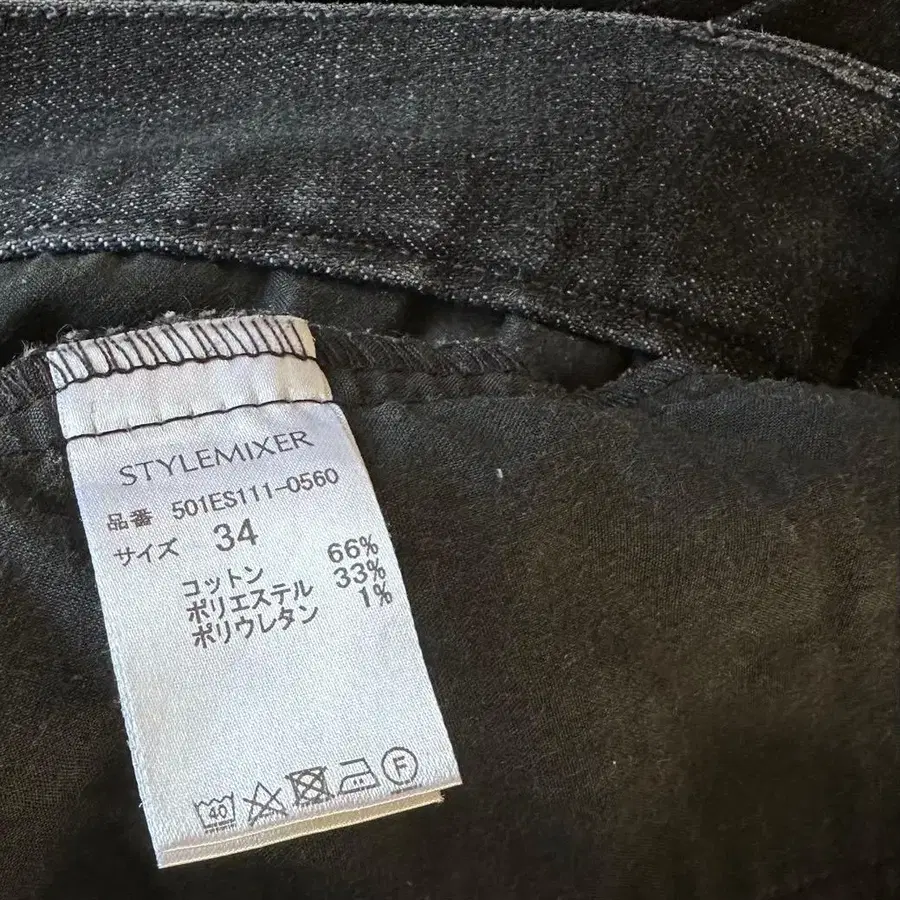 STYLEMIXER
品番 501ES111-0560
サイズ 34
コットン 66%
ポリエステル 33%
ポリウレタン 1%
40 F